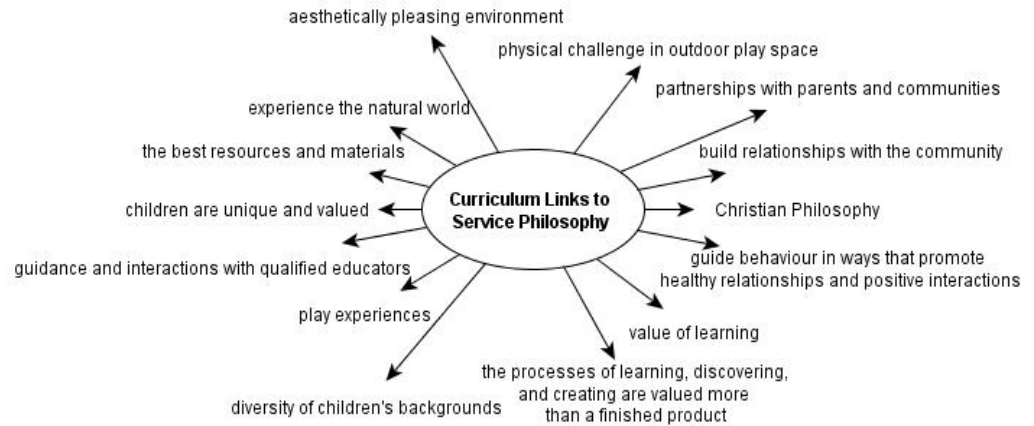 aesthetically pleasing environment
physical challenge in outdoor play space
partnerships with parents and communities
experience the natural world
the best resources and materials
build relationships with the community
Curriculum Links to
Service Philosophy
children are unique and valued
Christian Philosophy
guidance and interactions with qualified educators
guide behaviour in ways that promote
healthy relationships and positive interactions
play experiences
value of learning
diversity of children's backgrounds
the processes of learning, discovering,
and creating are valued more
than a finished product